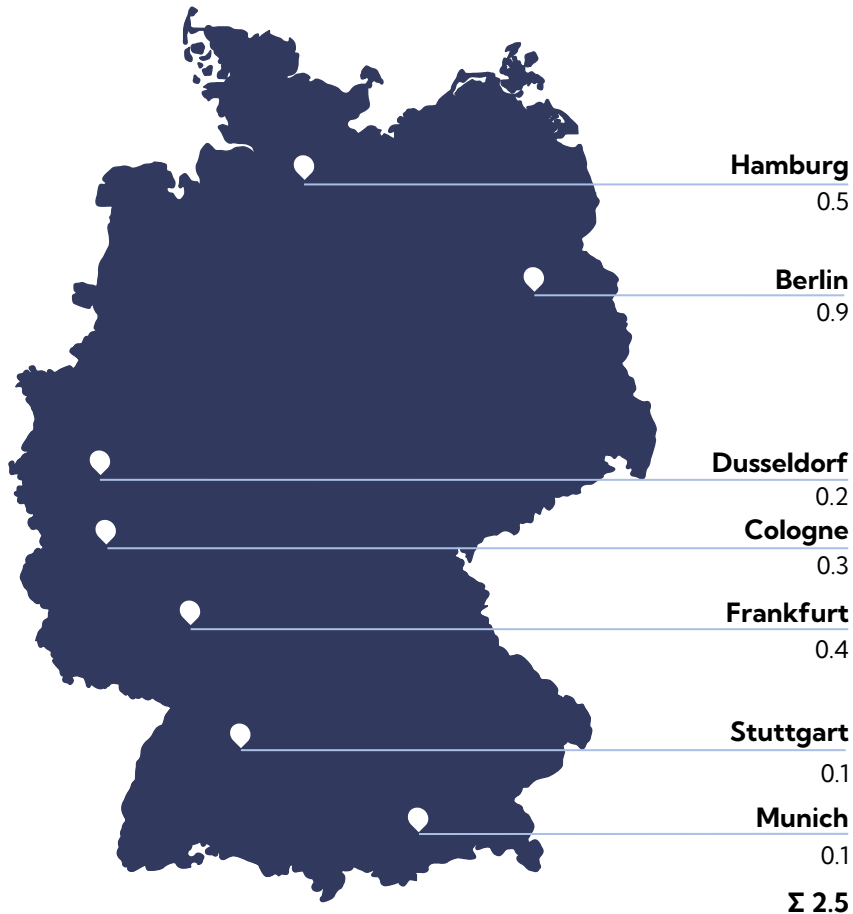 Hamburg
0.5
Berlin
0.9
Dusseldorf
0.2
Cologne
0.3
Frankfurt
0.4
Stuttgart
0.1
Munich
0.1
Σ 2.5